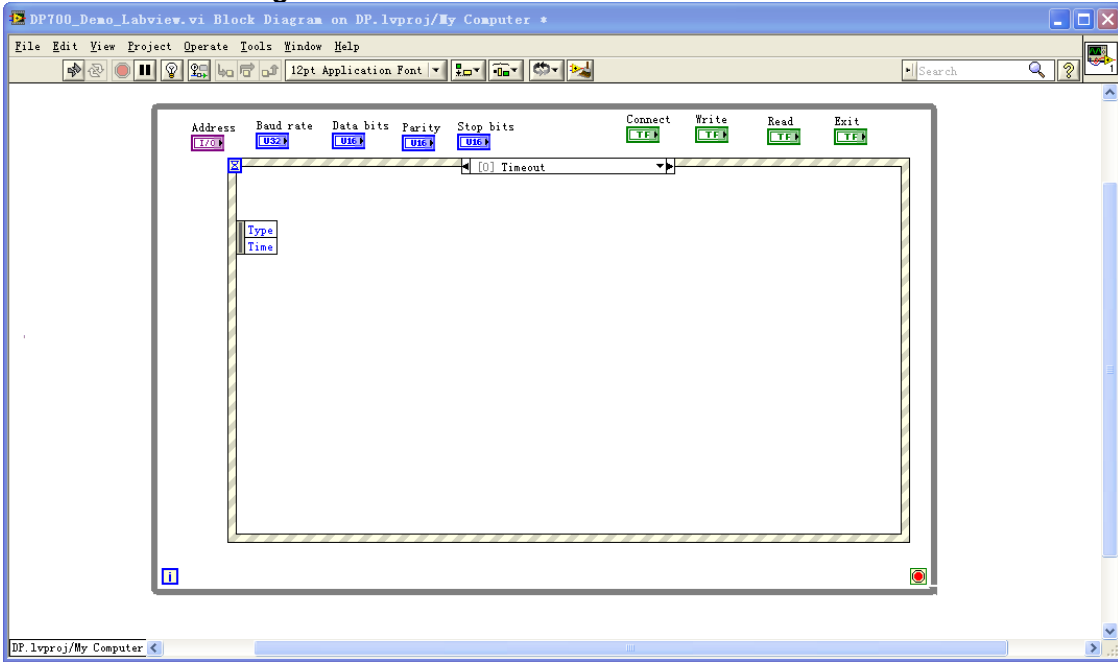 DP700_Demo_Labview.vi Block Diagram on DP.lvproj/My Computer *
File Edit View Project Operate Tools Window Help
12pt Application Font
Search
1
Address Baud rate Data bits Parity Stop bits Connect Write Read Exit
I/O U32 U16 U16 U16 TF TF TF TF
[0] Timeout
Type
Time
i
DP.lvproj/My Computer